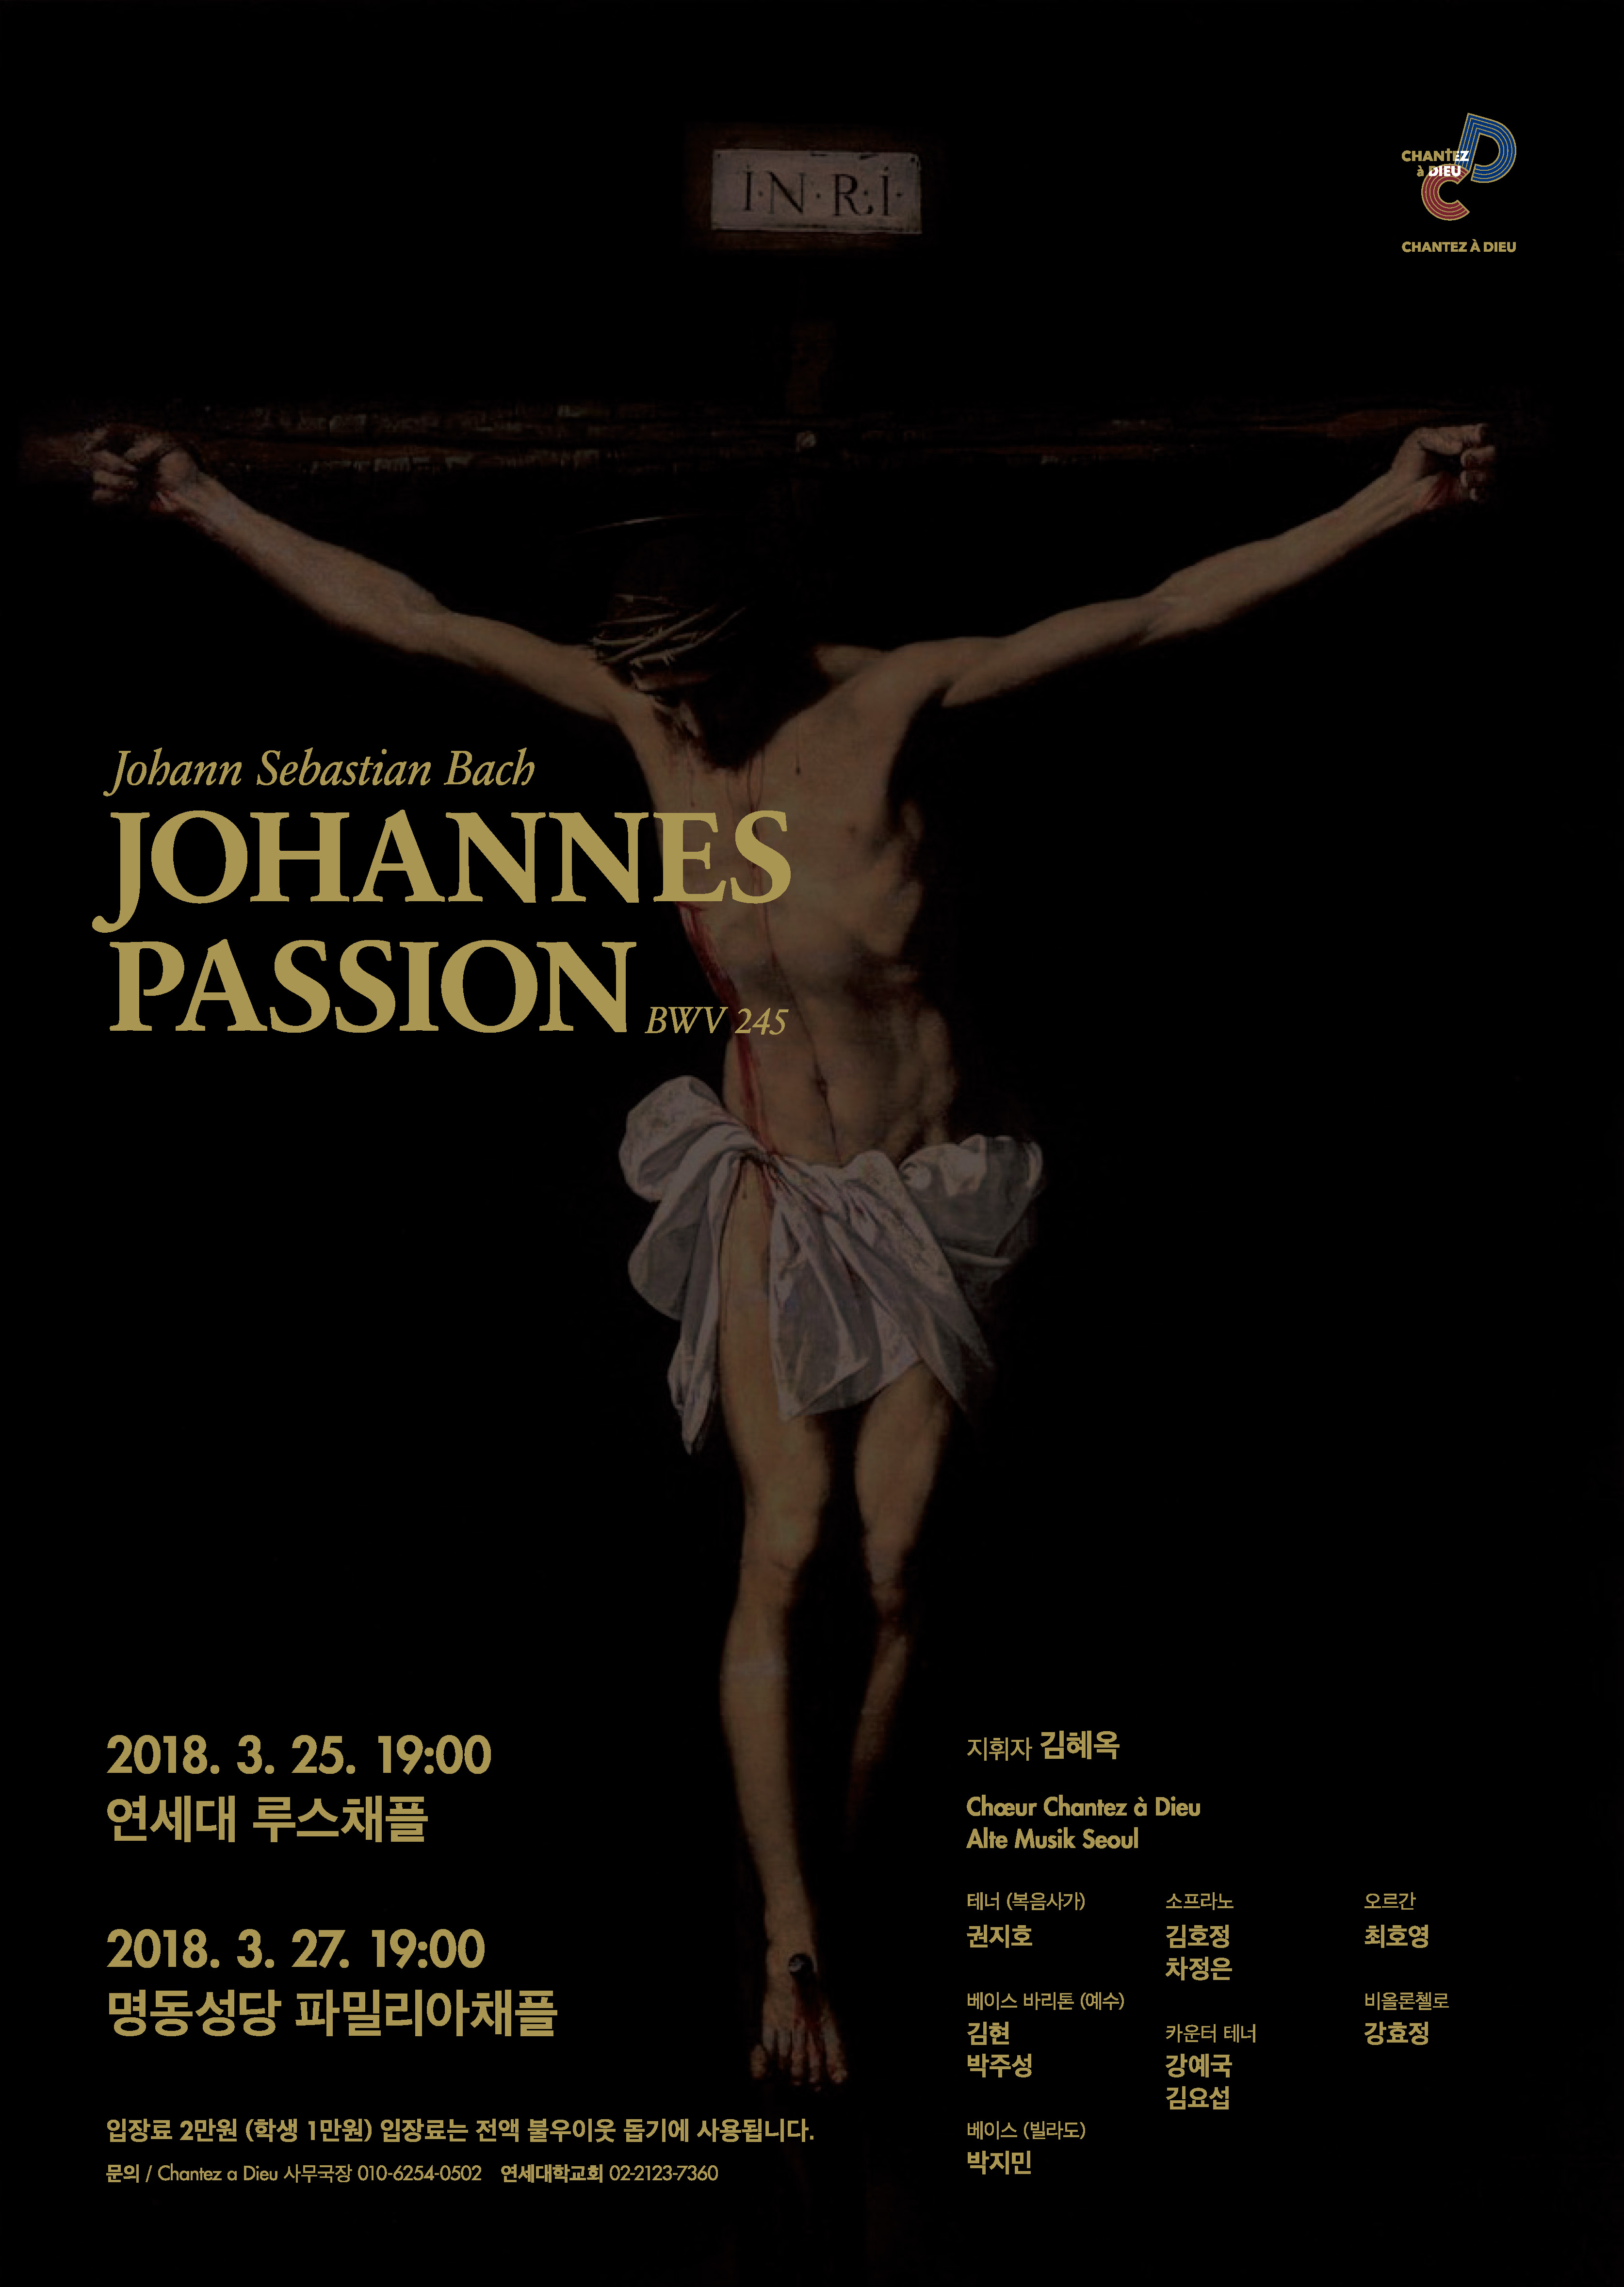 I·N·R·I·
CHANTEZ
à DIEU
CHANTEZ À DIEU
Johann Sebastian Bach
JOHANNES
PASSION BWV 245
2018. 3. 25. 19:00
연세대 루스채플
2018. 3. 27. 19:00
명동성당 파밀리아채플
입장료 2만원 (학생 1만원) 입장료는 전액 불우이웃 돕기에 사용됩니다.
문의 / Chantez a Dieu 사무국장 010-6254-0502 연세대학교회 02-2123-7360
지휘자 김혜옥
Chœur Chantez à Dieu
Alte Musik Seoul
테너 (복음사가)
권지호
베이스 바리톤 (예수)
김현
박주성
베이스 (빌라도)
박지민
소프라노
김호정
차정은
카운터 테너
강예국
김요섭
오르간
최호영
비올론첼로
강효정